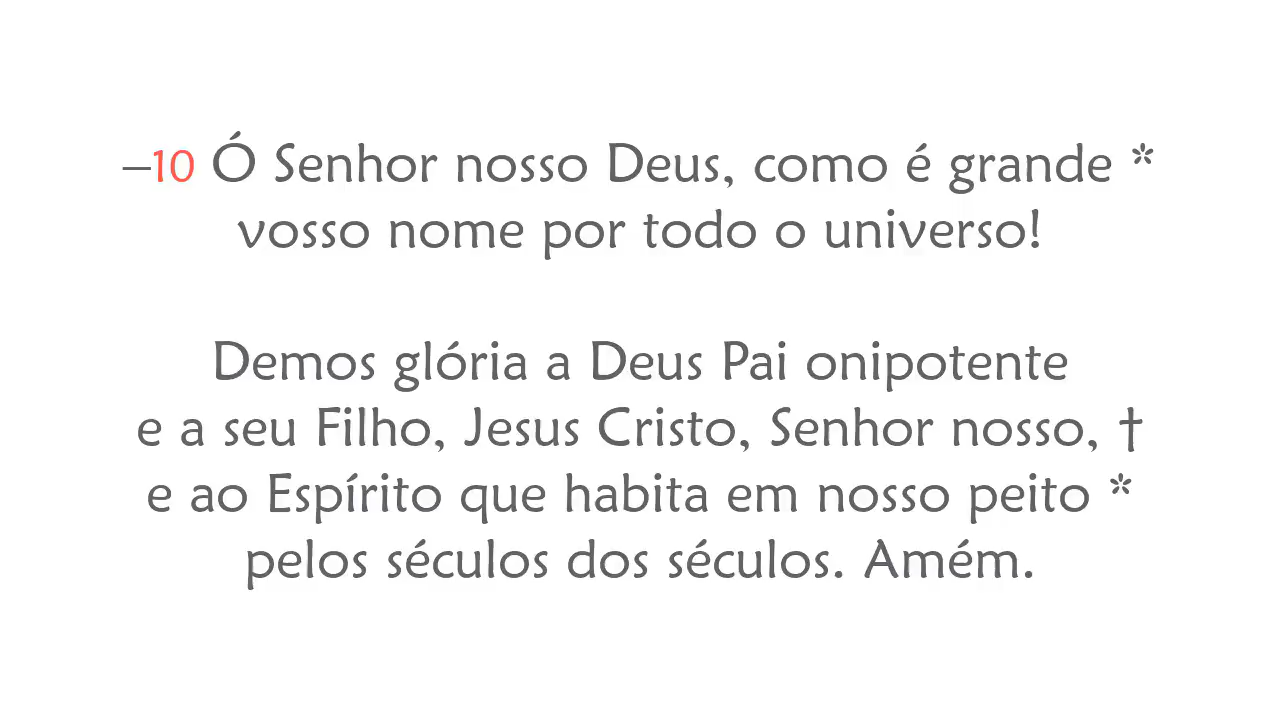 –10 Ó Senhor nosso Deus, como é grande *
vosso nome por todo o universo!
Demos glória a Deus Pai onipotente
e a seu Filho, Jesus Cristo, Senhor nosso, †
e ao Espírito que habita em nosso peito *
pelos séculos dos séculos. Amém.